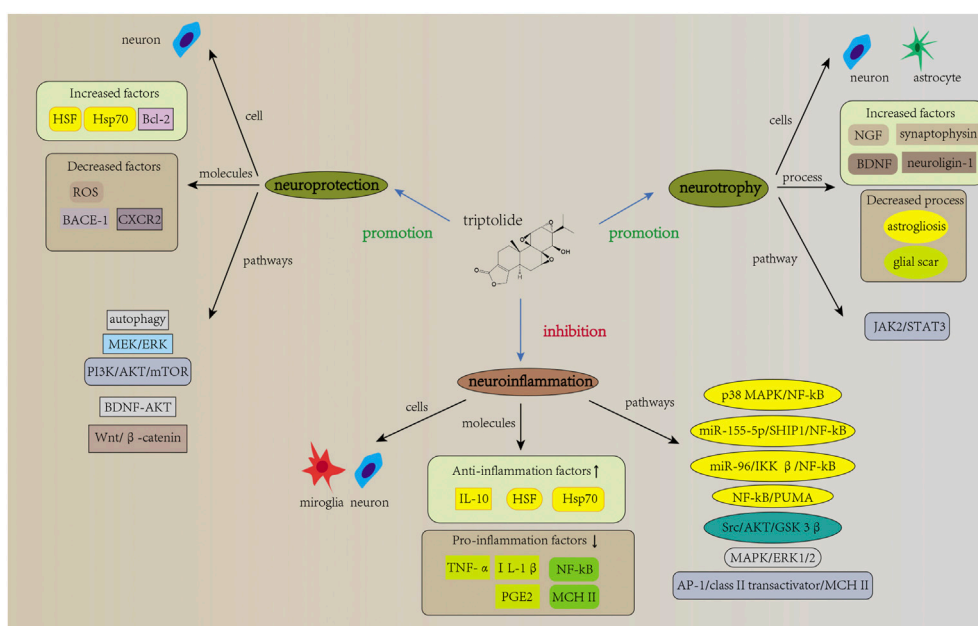 neuron
Increased factors
HSF Hsp70 Bcl-2
cell
Decreased factors
ROS
BACE-1 CXCR2
molecules
neuroprotection
pathways
autophagy
MEK/ERK
PI3K/AKT/mTOR
BDNF-AKT
Wnt/ β -catenin
promotion
triptolide
O
O
O
O
O
OH
H
promotion
inhibition
neurotrophy
neuron astrocyte
cells
Increased factors
NGF synaptophysin
BDNF neuroligin-1
process
Decreased process
astrogliosis
glial scar
pathway
JAK2/STAT3
neuroinflammation
cells
miroglia neuron
molecules
Anti-inflammation factors ↑
IL-10 HSF Hsp70
Pro-inflammation factors ↓
TNF- α I L-1 β NF-kB
PGE2 MCH II
pathways
p38 MAPK/NF-kB
miR-155-5p/SHIP1/NF-kB
miR-96/IKK β /NF-kB
NF-kB/PUMA
Src/AKT/GSK 3 β
MAPK/ERK1/2
AP-1/class II transactivator/MCH II